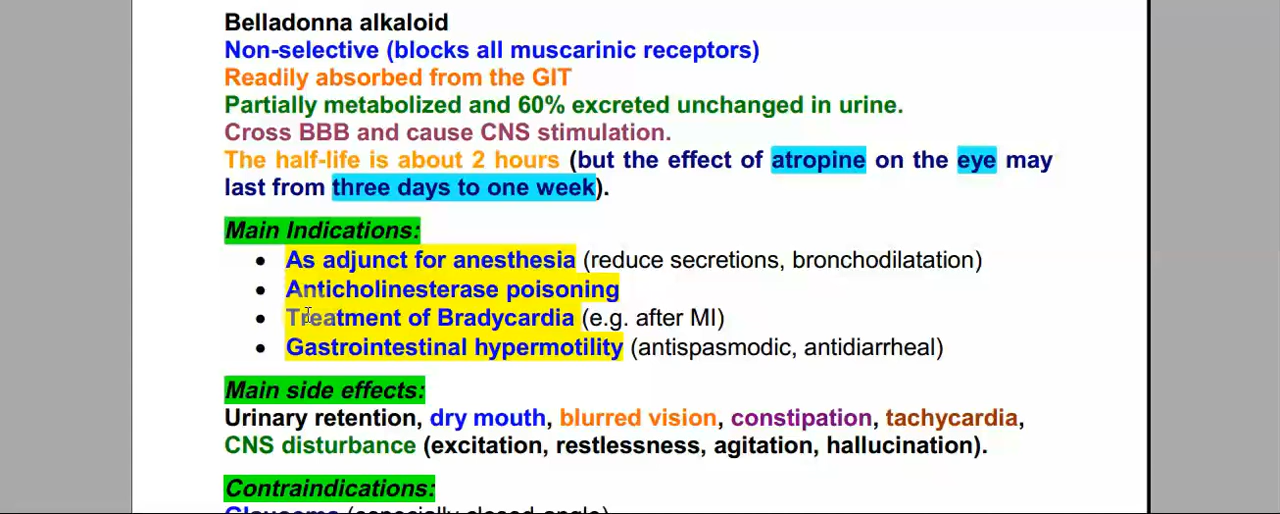 Belladonna alkaloid
Non-selective (blocks all muscarinic receptors)
Readily absorbed from the GIT
Partially metabolized and 60% excreted unchanged in urine.
Cross BBB and cause CNS stimulation.
The half-life is about 2 hours (but the effect of atropine on the eye may
last from three days to one week).
Main Indications:
• As adjunct for anesthesia (reduce secretions, bronchodilatation)
• Anticholinesterase poisoning
• Treatment of Bradycardia (e.g. after MI)
• Gastrointestinal hypermotility (antispasmodic, antidiarrheal)
Main side effects:
Urinary retention, dry mouth, blurred vision, constipation, tachycardia,
CNS disturbance (excitation, restlessness, agitation, hallucination).
Contraindications:
Glaucoma (especially closed-angle)